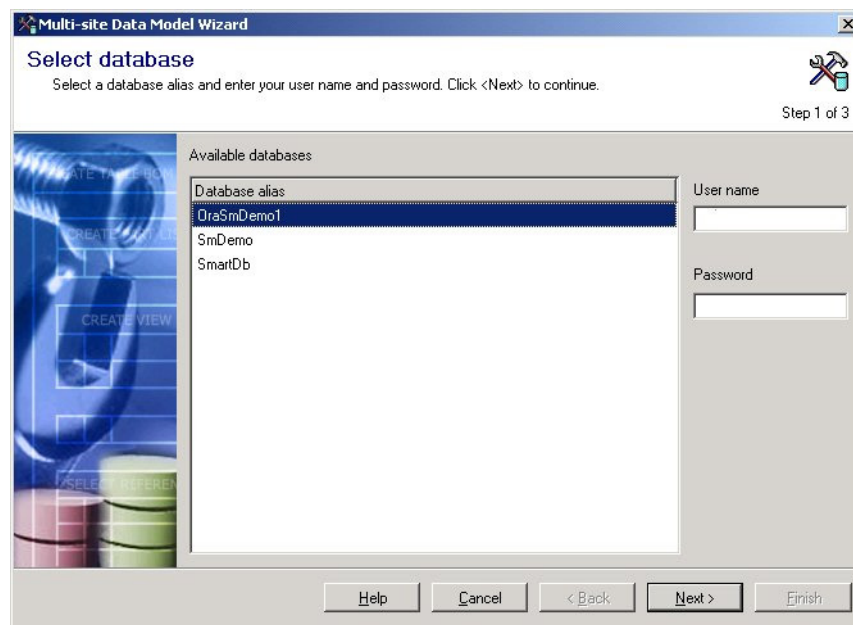 Multi-site Data Model Wizard
Select database
Select a database alias and enter your user name and password. Click <Next> to continue.
Step 1 of 3
Available databases
Database alias
OraSmDemo1
SmDemo
SmartDb
User name
Password
CREATE VIEW
Help
Cancel
< Back
Next >
Finish